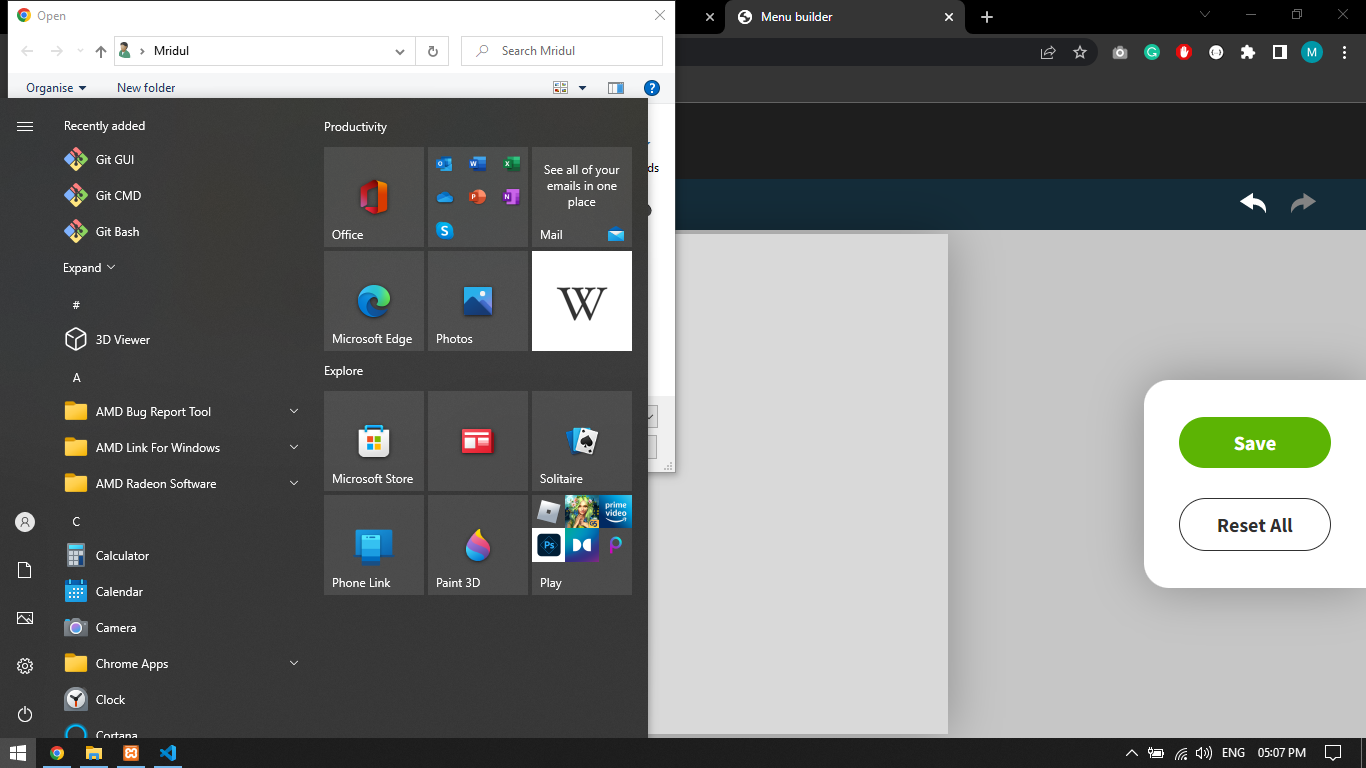 Open
Menu builder
Mridul
Search Mridul
M
Organise
New folder
?
ds
Recently added
Git GUI
Git CMD
Git Bash
Expand
#
3D Viewer
A
AMD Bug Report Tool
AMD Link For Windows
AMD Radeon Software
C
Calculator
Calendar
Camera
Chrome Apps
Clock
Cortana
Productivity
Office
See all of your
emails in one
place
Mail
Microsoft Edge
Photos
W
Explore
Microsoft Store
Solitaire
Phone Link
Paint 3D
prime
video
Ps
Play
Save
Reset All
ENG
05:07 PM